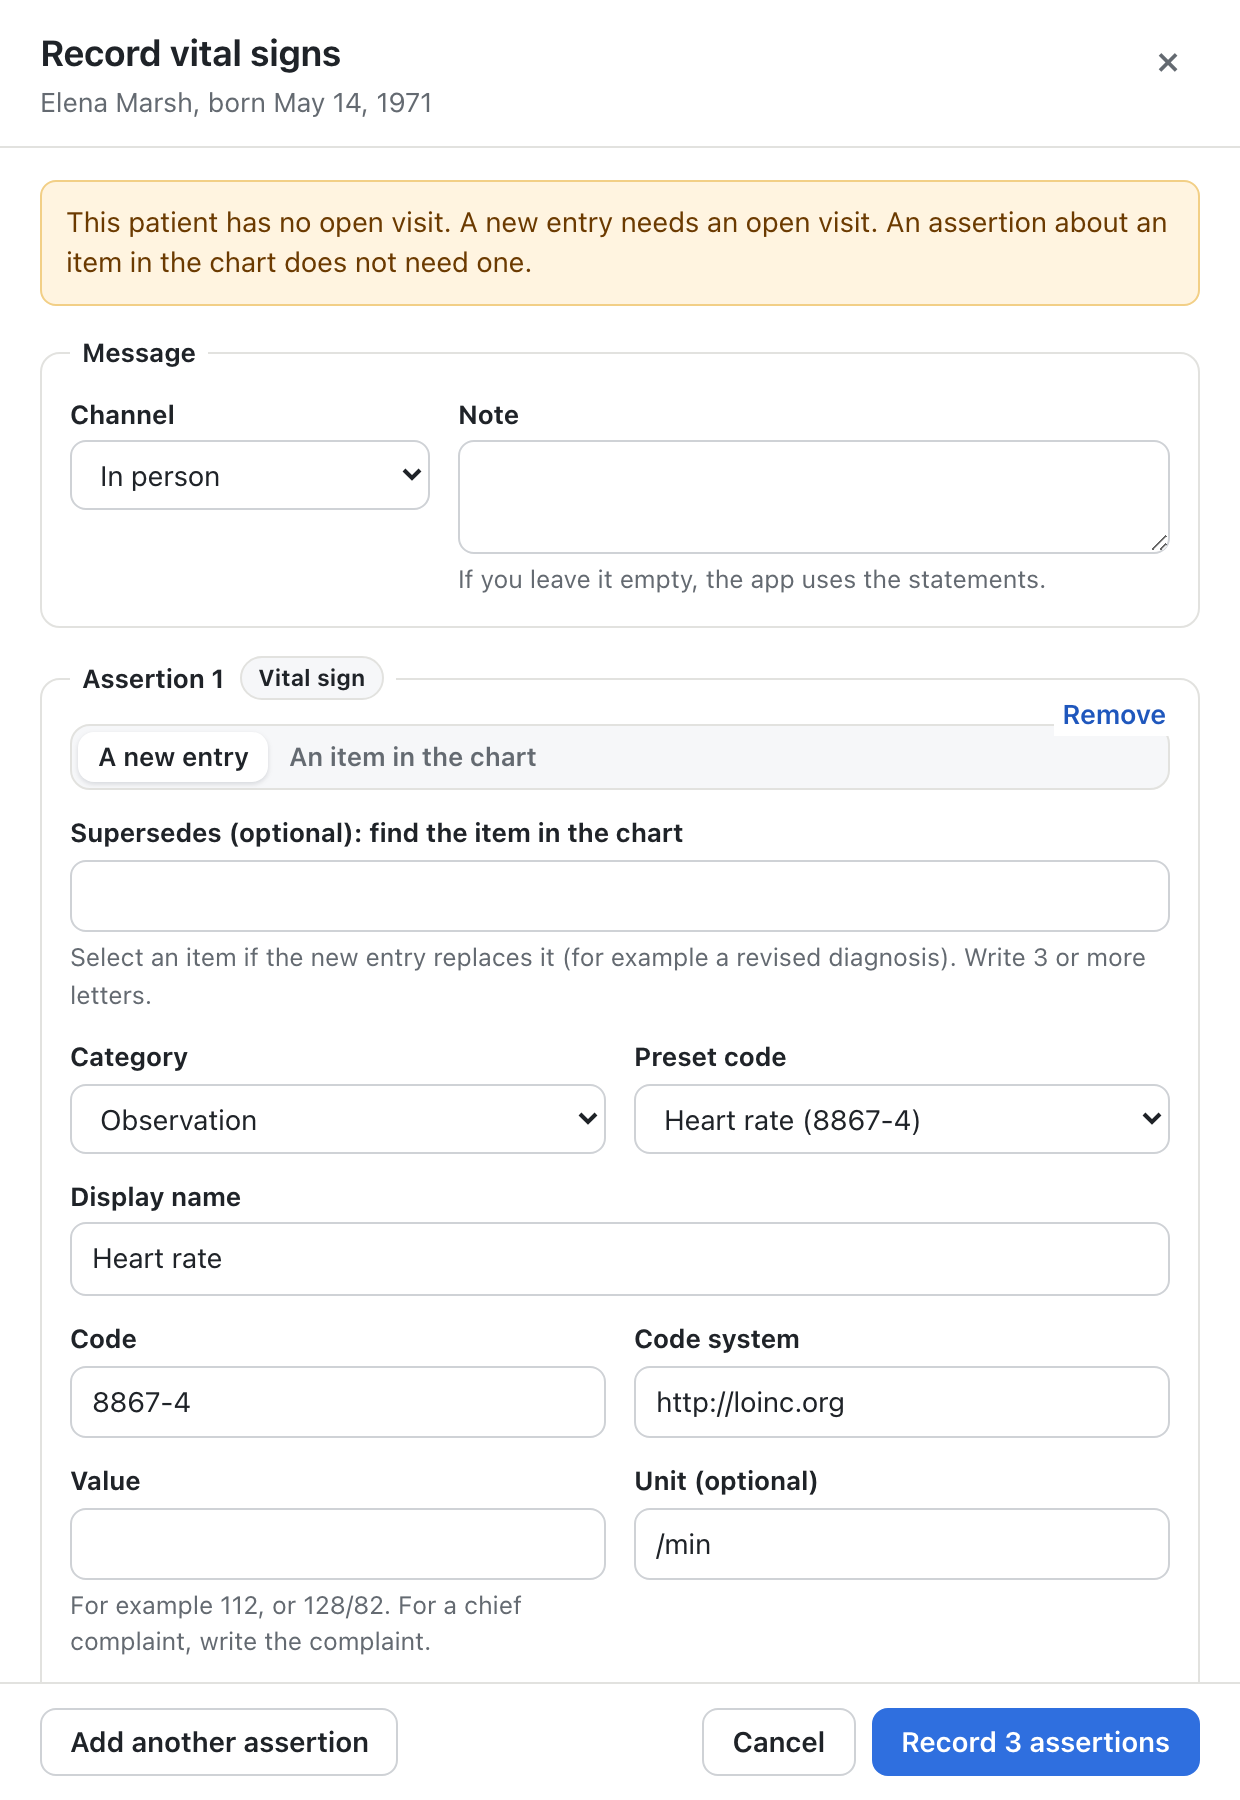 Record vital signs
Elena Marsh, born May 14, 1971
This patient has no open visit. A new entry needs an open visit. An assertion about an
item in the chart does not need one.
Message
Channel
In person
Note
If you leave it empty, the app uses the statements.
Assertion 1
Vital sign
Remove
A new entry
An item in the chart
Supersedes (optional): find the item in the chart
Select an item if the new entry replaces it (for example a revised diagnosis). Write 3 or more
letters.
Category
Observation
Preset code
Heart rate (8867-4)
Display name
Heart rate
Code
8867-4
Code system
http://loinc.org
Value
For example 112, or 128/82. For a chief
complaint, write the complaint.
Unit (optional)
/min
Add another assertion
Cancel
Record 3 assertions